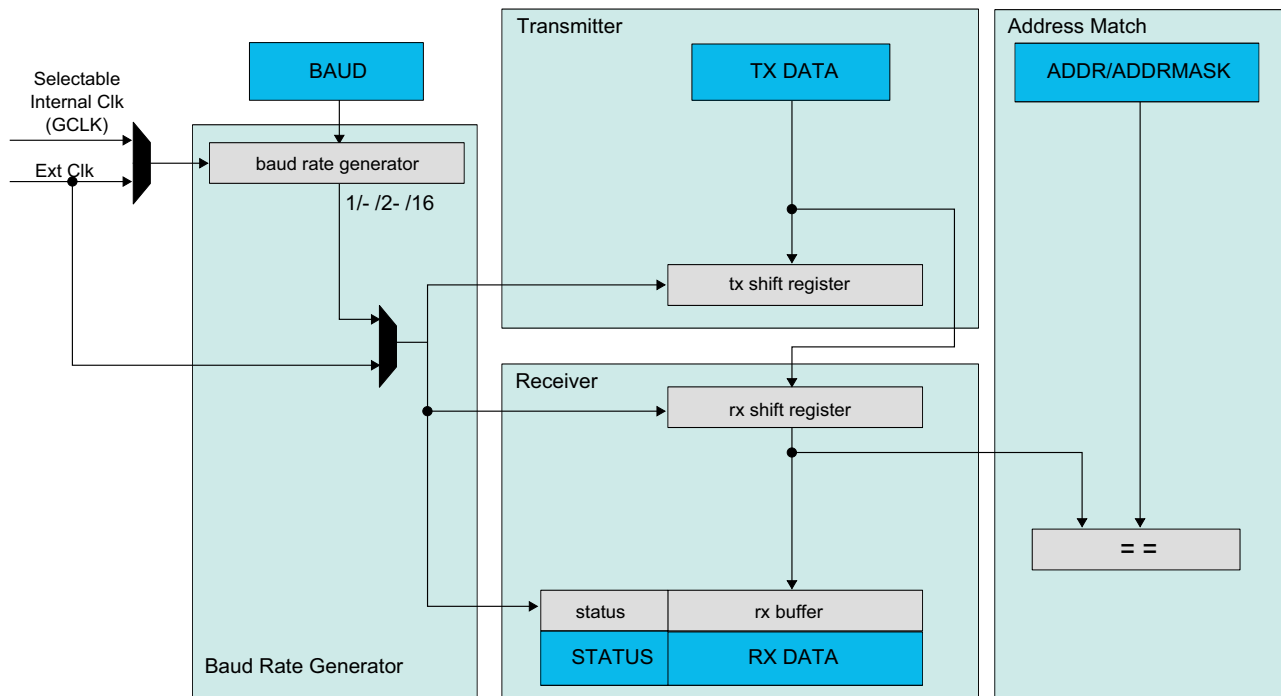 Transmitter
Address Match
BAUD
TX DATA
ADDR/ADDRMASK
Selectable
Internal Clk
(GCLK)
Ext Clk
baud rate generator
1/- /2- /16
tx shift register
Receiver
rx shift register
= =
status
rx buffer
STATUS
RX DATA
Baud Rate Generator